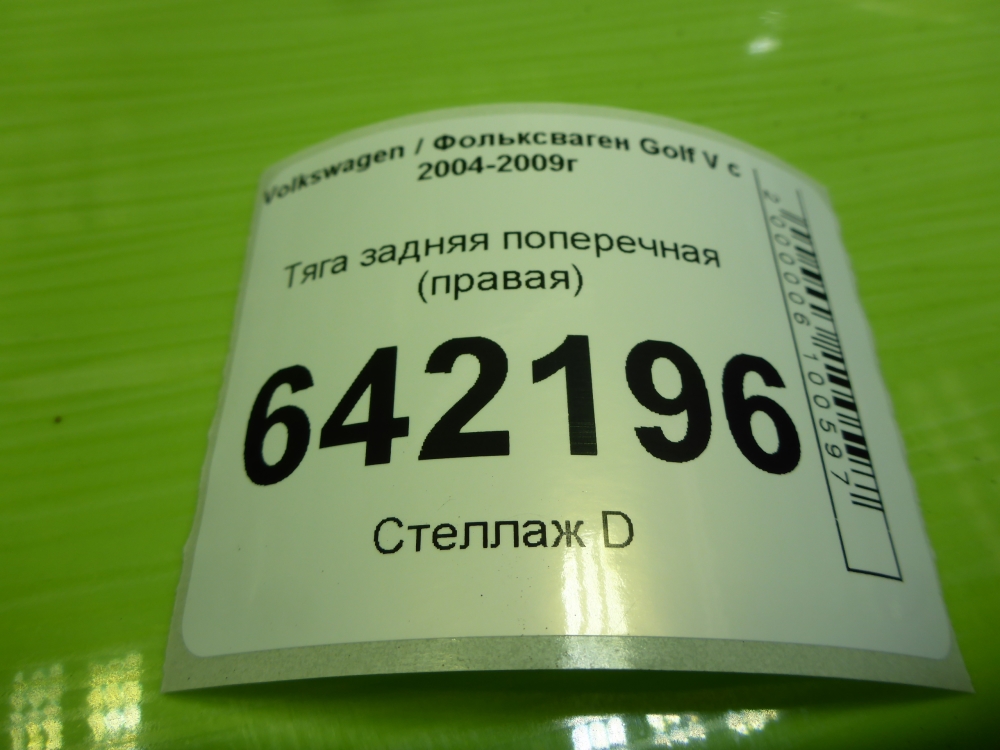 Volkswagen / Фольксваген Golf V с
2004-2009г
Тяга задняя поперечная
(правая)
642196
Стеллаж D
2000006100597